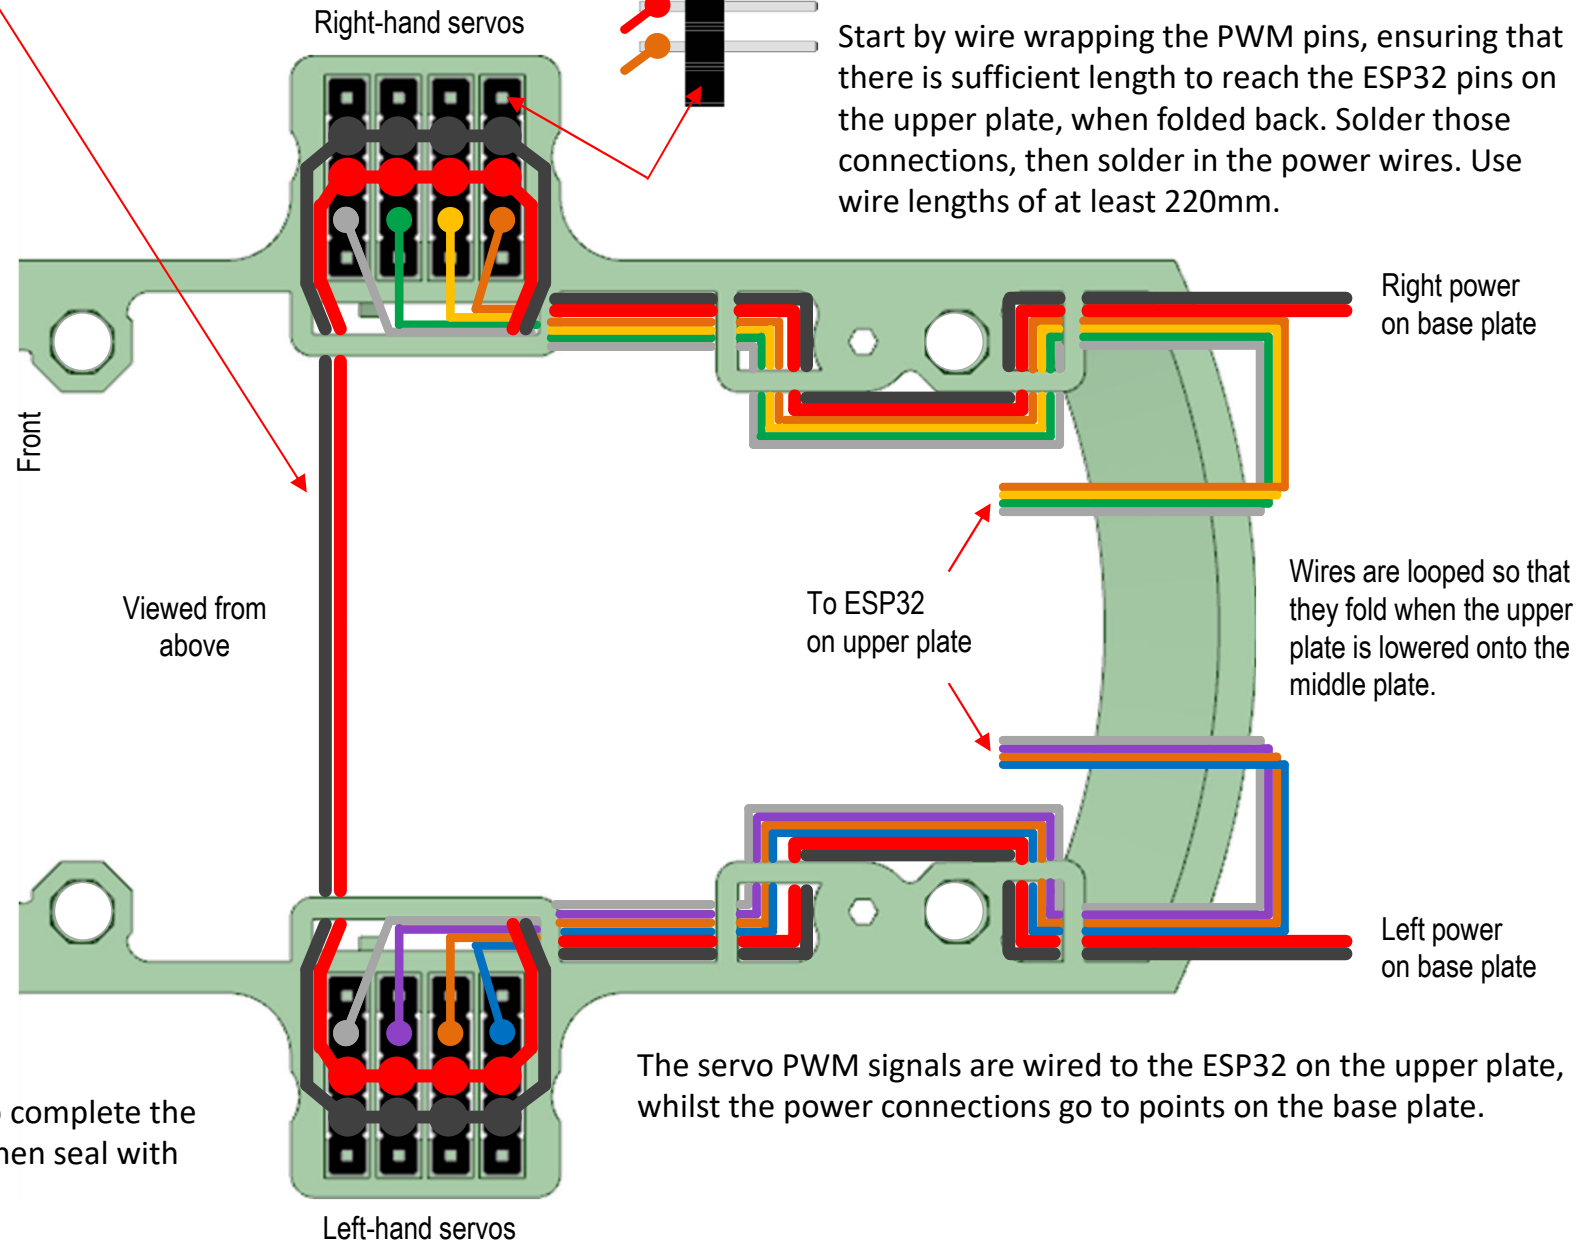 Right-hand servos
Start by wire wrapping the PWM pins, ensuring that
there is sufficient length to reach the ESP32 pins on
the upper plate, when folded back. Solder those
connections, then solder in the power wires. Use
wire lengths of at least 220mm.
Right power
on base plate
Front
Viewed from
above
To ESP32
on upper plate
Wires are looped so that
they fold when the upper
plate is lowered onto the
middle plate.
Left power
on base plate
The servo PWM signals are wired to the ESP32 on the upper plate,
whilst the power connections go to points on the base plate.
complete the
seal with
Left-hand servos